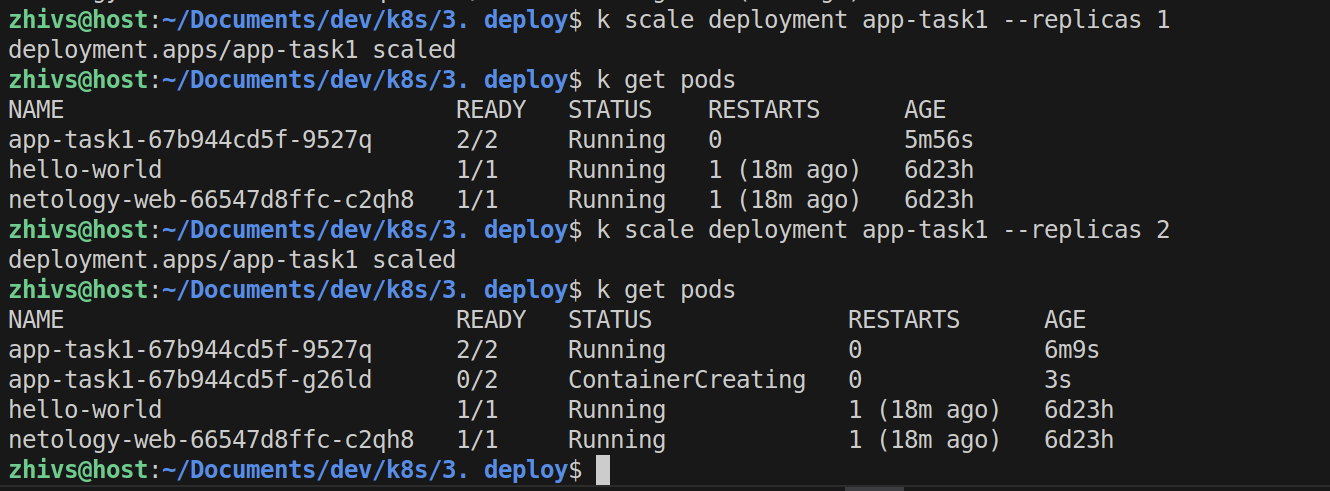 zhivs@host:~/Documents/dev/k8s/3. deploy$ k scale deployment app-task1 --replicas 1
deployment.apps/app-task1 scaled
zhivs@host:~/Documents/dev/k8s/3. deploy$ k get pods
NAME                            READY   STATUS    RESTARTS      AGE
app-task1-67b944cd5f-9527q      2/2     Running   0             5m56s
hello-world                     1/1     Running   1 (18m ago)   6d23h
netology-web-66547d8ffc-c2qh8   1/1     Running   1 (18m ago)   6d23h
zhivs@host:~/Documents/dev/k8s/3. deploy$ k scale deployment app-task1 --replicas 2
deployment.apps/app-task1 scaled
zhivs@host:~/Documents/dev/k8s/3. deploy$ k get pods
NAME                            READY   STATUS              RESTARTS      AGE
app-task1-67b944cd5f-9527q      2/2     Running             0             6m9s
app-task1-67b944cd5f-g26ld      0/2     ContainerCreating   0             3s
hello-world                     1/1     Running             1 (18m ago)   6d23h
netology-web-66547d8ffc-c2qh8   1/1     Running             1 (18m ago)   6d23h
zhivs@host:~/Documents/dev/k8s/3. deploy$